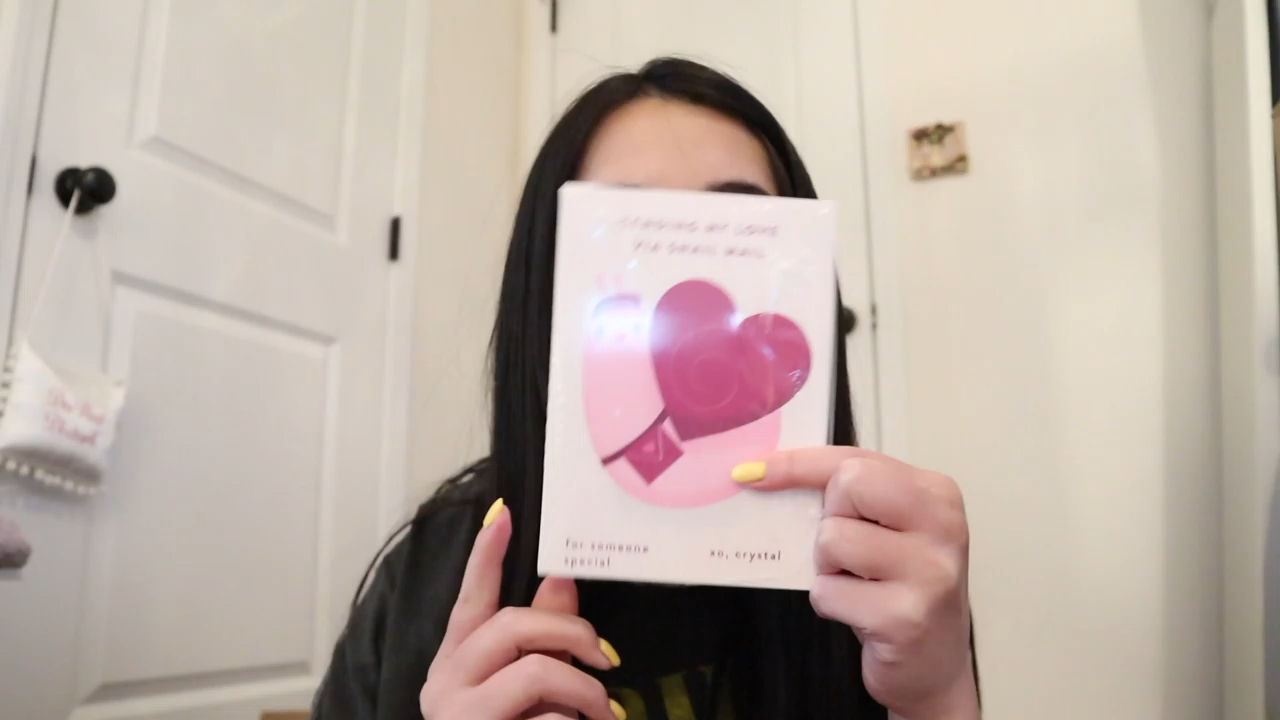 SENDING MY LOVE
VIA SNAIL MAIL
for someone
special
xo, crystal